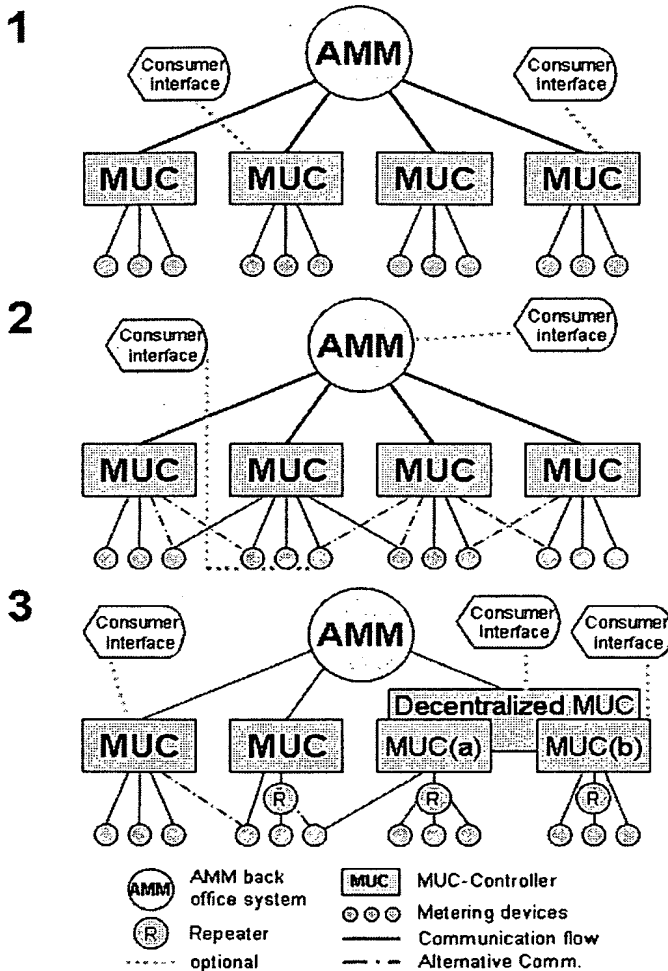 1
AMM
Consumer
interface
Consumer
interface
MUC MUC MUC MUC
2
Consumer
interface
AMM
Consumer
interface
MUC MUC MUC MUC
3
Consumer
interface
AMM
Consumer
Interface
Consumer
interface
Decentralized MUC
MUC MUC MUC(a) MUC(b)
R R R
AMM AMM back
office system
MUC MUC-Controller
R Repeater
Metering devices
Communication flow
optional
Alternative Comm.